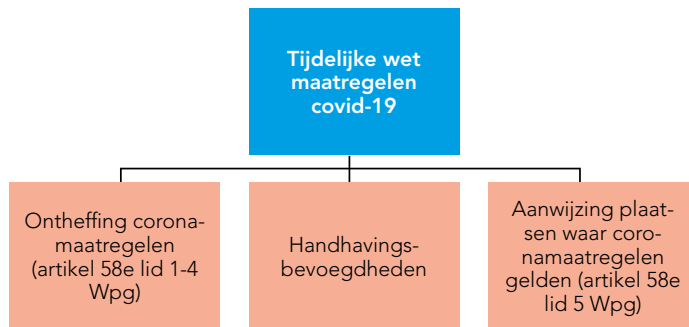 Tijdelijke wet
maatregelen
covid-19
Ontheffing corona-
maatregelen
(artikel 58e lid 1-4
Wpg)
Handhavings-
bevoegdheden
Aanwijzing plaat-
sen waar coro-
namaatregelen
gelden (artikel 58e
lid 5 Wpg)